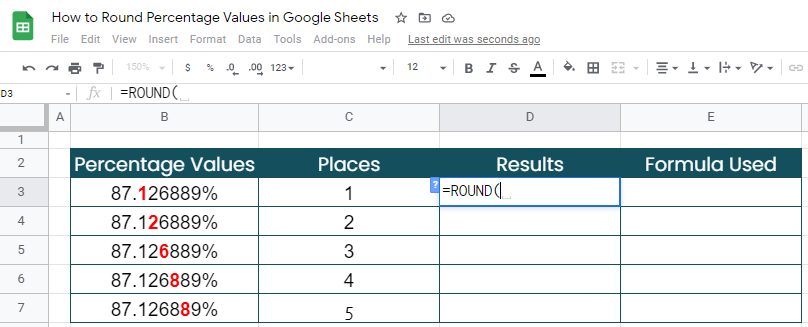 How to Round Percentage Values in Google Sheets
File Edit View Insert Format Data Tools Add-ons Help Last edit was seconds ago
150% $ % .0 .00 123 12 B I S A
D3 fx =ROUND(
A B C D E
1
2 Percentage Values Places Results Formula Used
3 87.126889% 1 ? =ROUND(
4 87.126889% 2
5 87.126889% 3
6 87.126889% 4
7 87.126889% 5